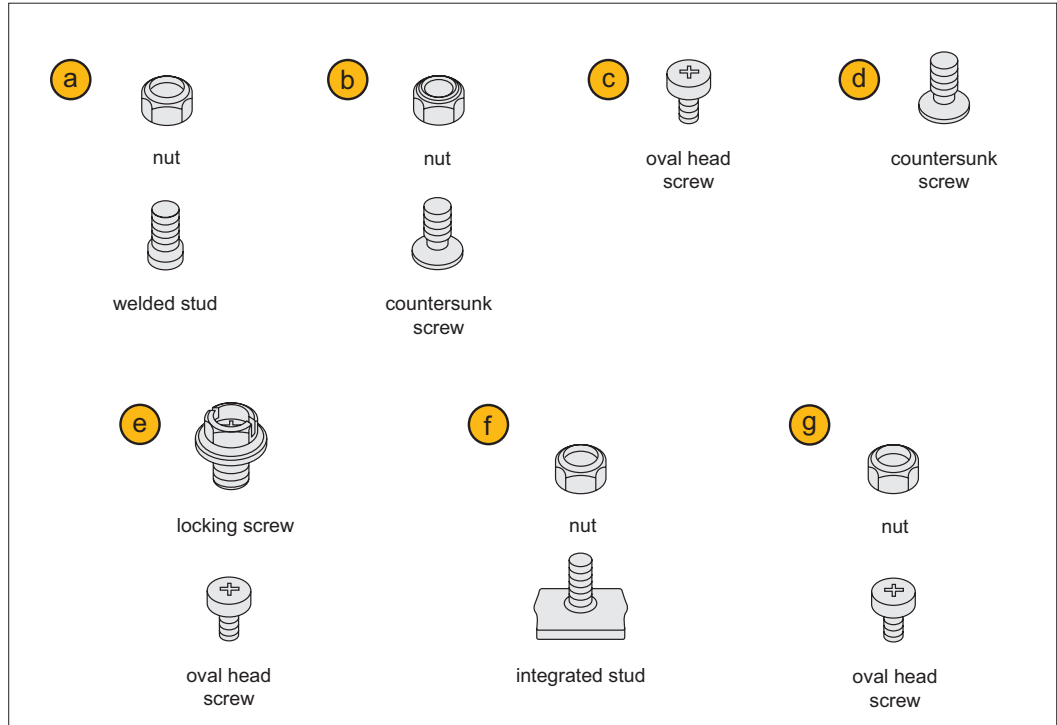 a
nut
welded stud
b
nut
countersunk
screw
c
oval head
screw
d
countersunk
screw
e
locking screw
oval head
screw
f
nut
integrated stud
g
nut
oval head
screw